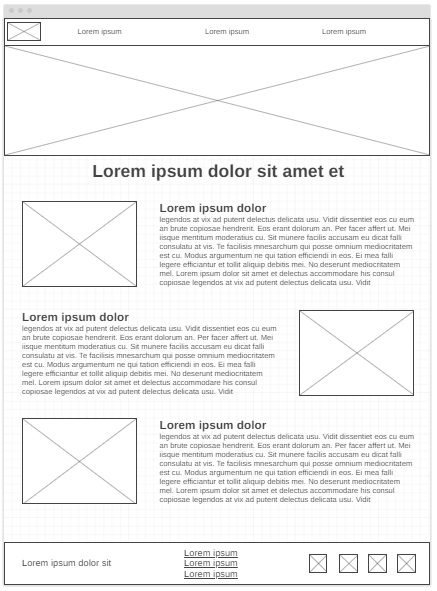 Lorem ipsum Lorem ipsum Lorem ipsum
Lorem ipsum dolor sit amet et
Lorem ipsum dolor
legendos at vix ad putent delectus delicata usu. Vidit dissentiet eos cu eum
an brute copiosae hendrerit. Eos erant dolorum an. Per facer affert ut. Mei
iisque mentitum moderatius cu. Sit munere facilis accusam eu dicat falli
consulatu at vis. Te facilisis mnesarchum qui posse omnium mediocritatem
est cu. Modus argumentum ne qui tation efficiendi in eos. Ei mea falli
legere efficiantur et tollit aliquip debitis mei. No deserunt mediocritatem
mel. Lorem ipsum dolor sit amet et delectus accommodare his consul
copiosae legendos at vix ad putent delectus delicata usu. Vidit
Lorem ipsum dolor
legendos at vix ad putent delectus delicata usu. Vidit dissentiet eos cu eum
an brute copiosae hendrerit. Eos erant dolorum an. Per facer affert ut. Mei
iisque mentitum moderatius cu. Sit munere facilis accusam eu dicat falli
consulatu at vis. Te facilisis mnesarchum qui posse omnium mediocritatem
est cu. Modus argumentum ne qui tation efficiendi in eos. Ei mea falli
legere efficiantur et tollit aliquip debitis mei. No deserunt mediocritatem
mel. Lorem ipsum dolor sit amet et delectus accommodare his consul
copiosae legendos at vix ad putent delectus delicata usu. Vidit
Lorem ipsum dolor
legendos at vix ad putent delectus delicata usu. Vidit dissentiet eos cu eum
an brute copiosae hendrerit. Eos erant dolorum an. Per facer affert ut. Mei
iisque mentitum moderatius cu. Sit munere facilis accusam eu dicat falli
consulatu at vis. Te facilisis mnesarchum qui posse omnium mediocritatem
est cu. Modus argumentum ne qui tation efficiendi in eos. Ei mea falli
legere efficiantur et tollit aliquip debitis mei. No deserunt mediocritatem
mel. Lorem ipsum dolor sit amet et delectus accommodare his consul
copiosae legendos at vix ad putent delectus delicata usu. Vidit
Lorem ipsum dolor sit
Lorem ipsum
Lorem ipsum
Lorem ipsum